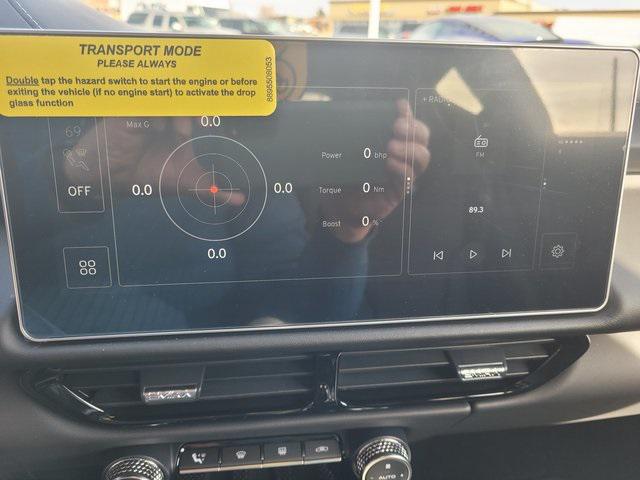 TRANSPORT MODE
PLEASE ALWAYS
Double tap the hazard switch to start the engine or before
exiting the vehicle (if no engine start) to activate the drop
glass function
8895508053
69
OFF
Max G
0.0
0.0
0.0
0.0
Power 0 bhp
Torque 0 Nm
Boost 0 %
+ RADIO
FM
89.3
AUTO